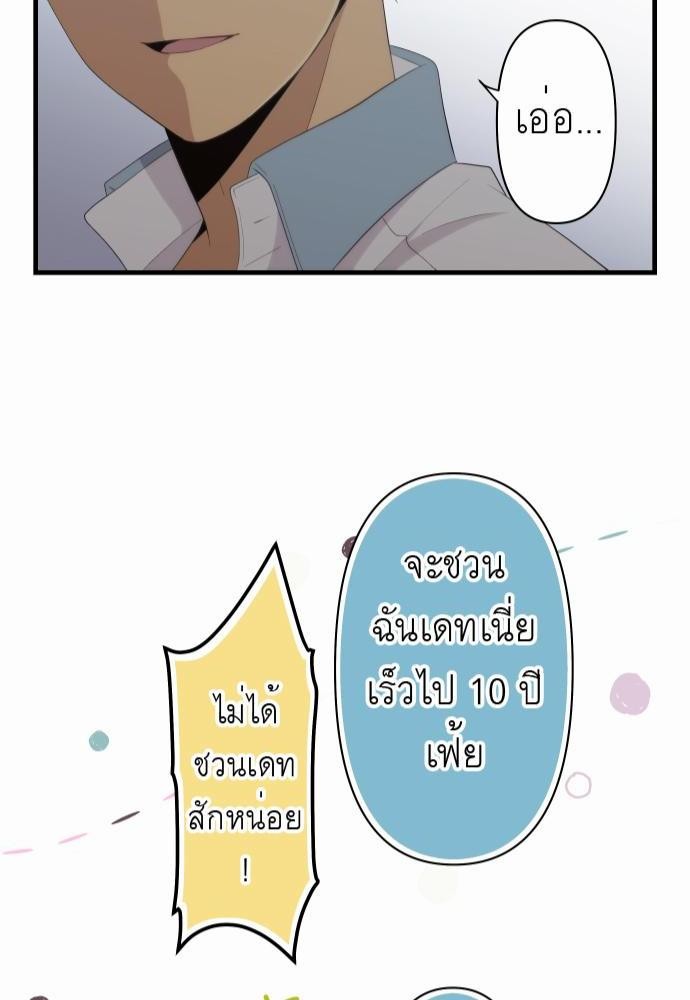 เอ่อ...
จะชวน
ฉันเดทเนี่ย
เร็วไป 10 ปี
เฟ้ย
ไม่ได้
ชวนเดท
สักหน่อย
!